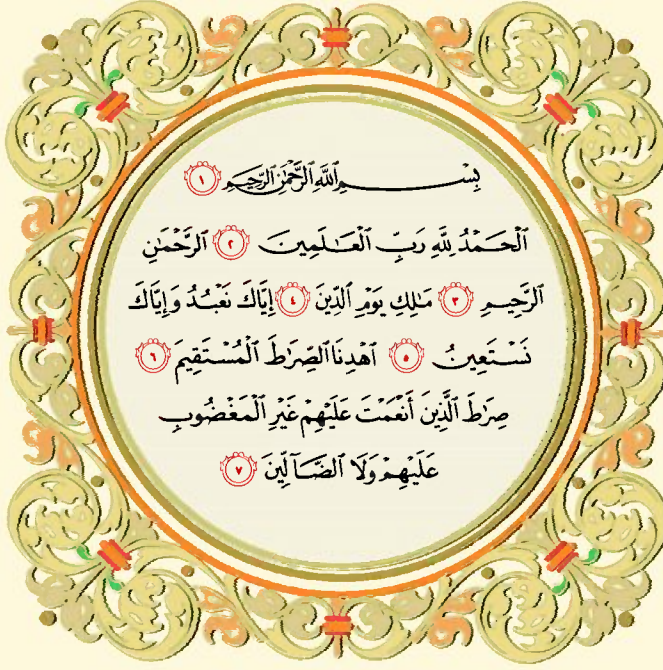 بِسْمِ ٱللَّهِ ٱلرَّحْمَٰنِ ٱلرَّحِيمِ ١
ٱلْحَمْدُ لِلَّهِ رَبِّ ٱلْعَٰلَمِينَ ٢ ٱلرَّحْمَٰنِ
ٱلرَّحِيمِ ٣ مَٰلِكِ يَوْمِ ٱلدِّينِ ٤ إِيَّاكَ نَعْبُدُ وَإِيَّاكَ
نَسْتَعِينُ ٥ ٱهْدِنَا ٱلصِّرَٰطَ ٱلْمُسْتَقِيمَ ٦
صِرَٰطَ ٱلَّذِينَ أَنْعَمْتَ عَلَيْهِمْ غَيْرِ ٱلْمَغْضُوبِ
عَلَيْهِمْ وَلَا ٱلضَّآلِّينَ ٧